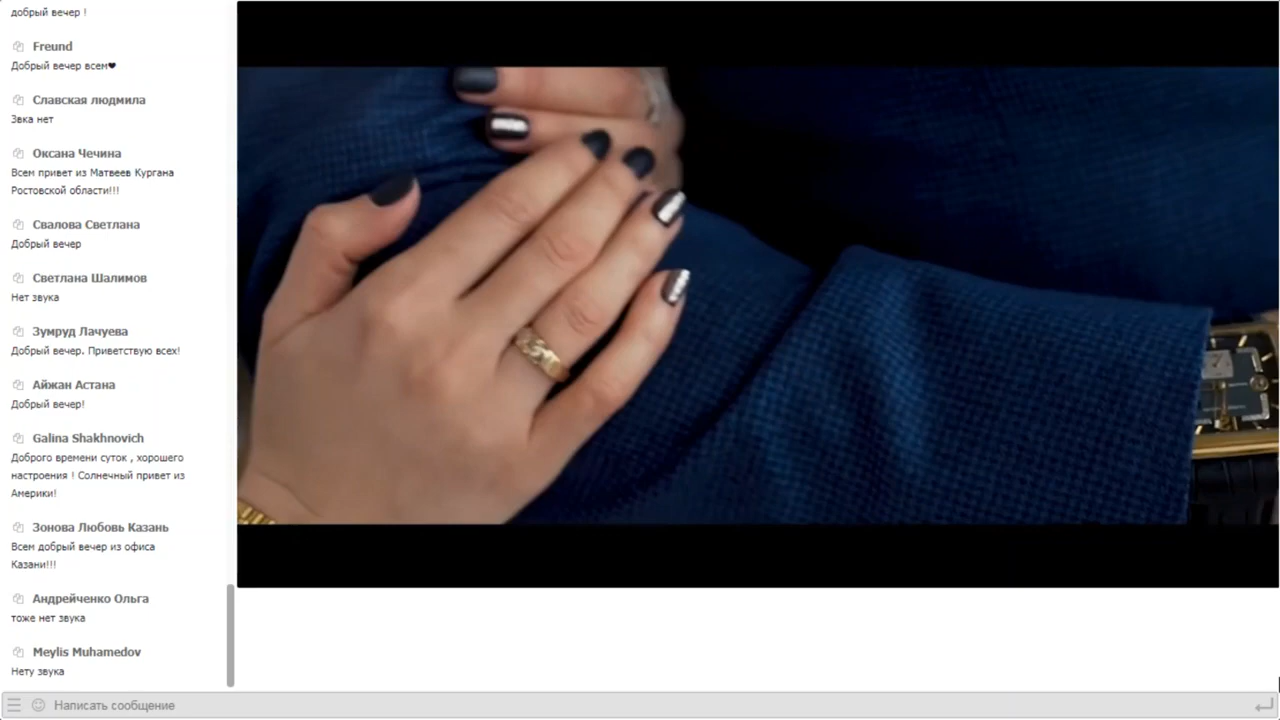 добрый вечер !
Freund
Добрый вечер всем❤
Славская людмила
Звка нет
Оксана Чечина
Всем привет из Матвеев Кургана
Ростовской области!!!
Свалова Светлана
Добрый вечер
Светлана Шалимов
Нет звука
Зумруд Лачуева
Добрый вечер. Приветствую всех!
Айжан Астана
Добрый вечер!
Galina Shakhnovich
Доброго времени суток , хорошего
настроения ! Солнечный привет из
Америки!
Зонова Любовь Казань
Всем добрый вечер из офиса
Казани!!!
Андрейченко Ольга
тоже нет звука
Meylis Muhamedov
Нету звука
Написать сообщение